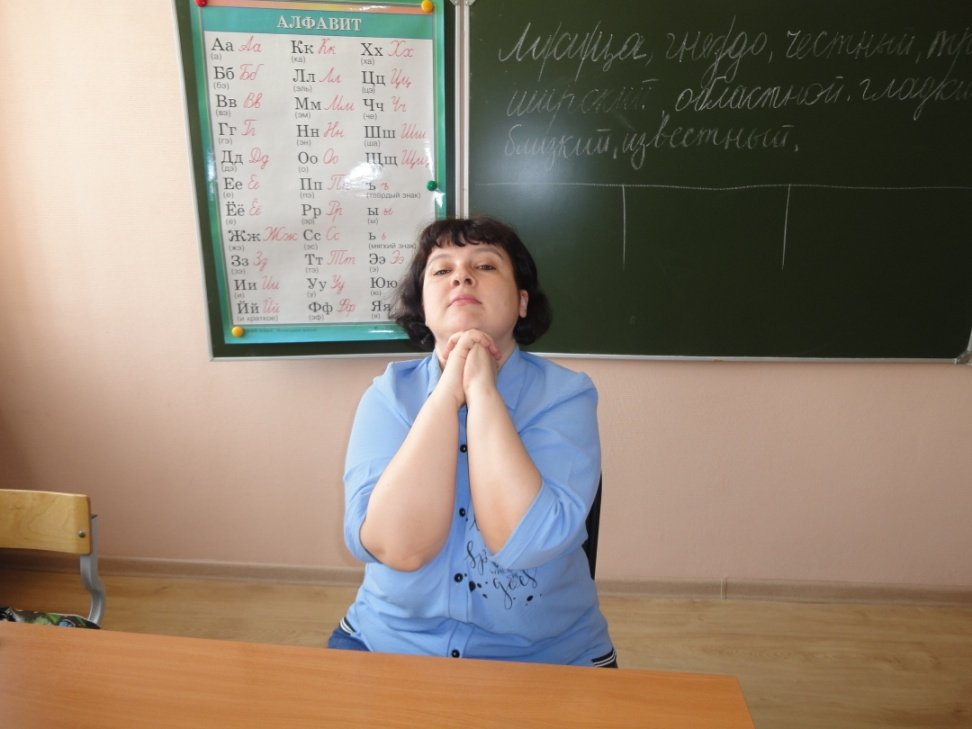 АЛФАВИТ
Аа Аа Кк Кк Хх Хх
(а) (ка) (ха)
Бб Бб Лл Лл Цц Цц
(бэ) (эль) (цэ)
Вв Вв Мм Мм Чч Чч
(вэ) (эм) (че)
Гг Гг Нн Нн Шш Шш
(гэ) (эн) (ша)
Дд Дд Оо Оо Щщ Щщ
(дэ) (о) (ща)
Ее Ее Пп ъ ъ
(е) (пэ) (твёрдый знак)
Ёё Ёё Рр Рр ы ы
(ё) (эр) (ы)
Жж Жж Сс Сс ь ь
(жэ) (эс) (мягкий знак)
Зз Зз Тт Тт Ээ Ээ
(зэ) (тэ) (э)
Ии Ии Уу Уу Юю
(и) (у) (ю)
Йй Йй Фф Фф Яя
(и краткое) (эф) (я)
гнездо, честный,
областной. гладки
близкий, известный.